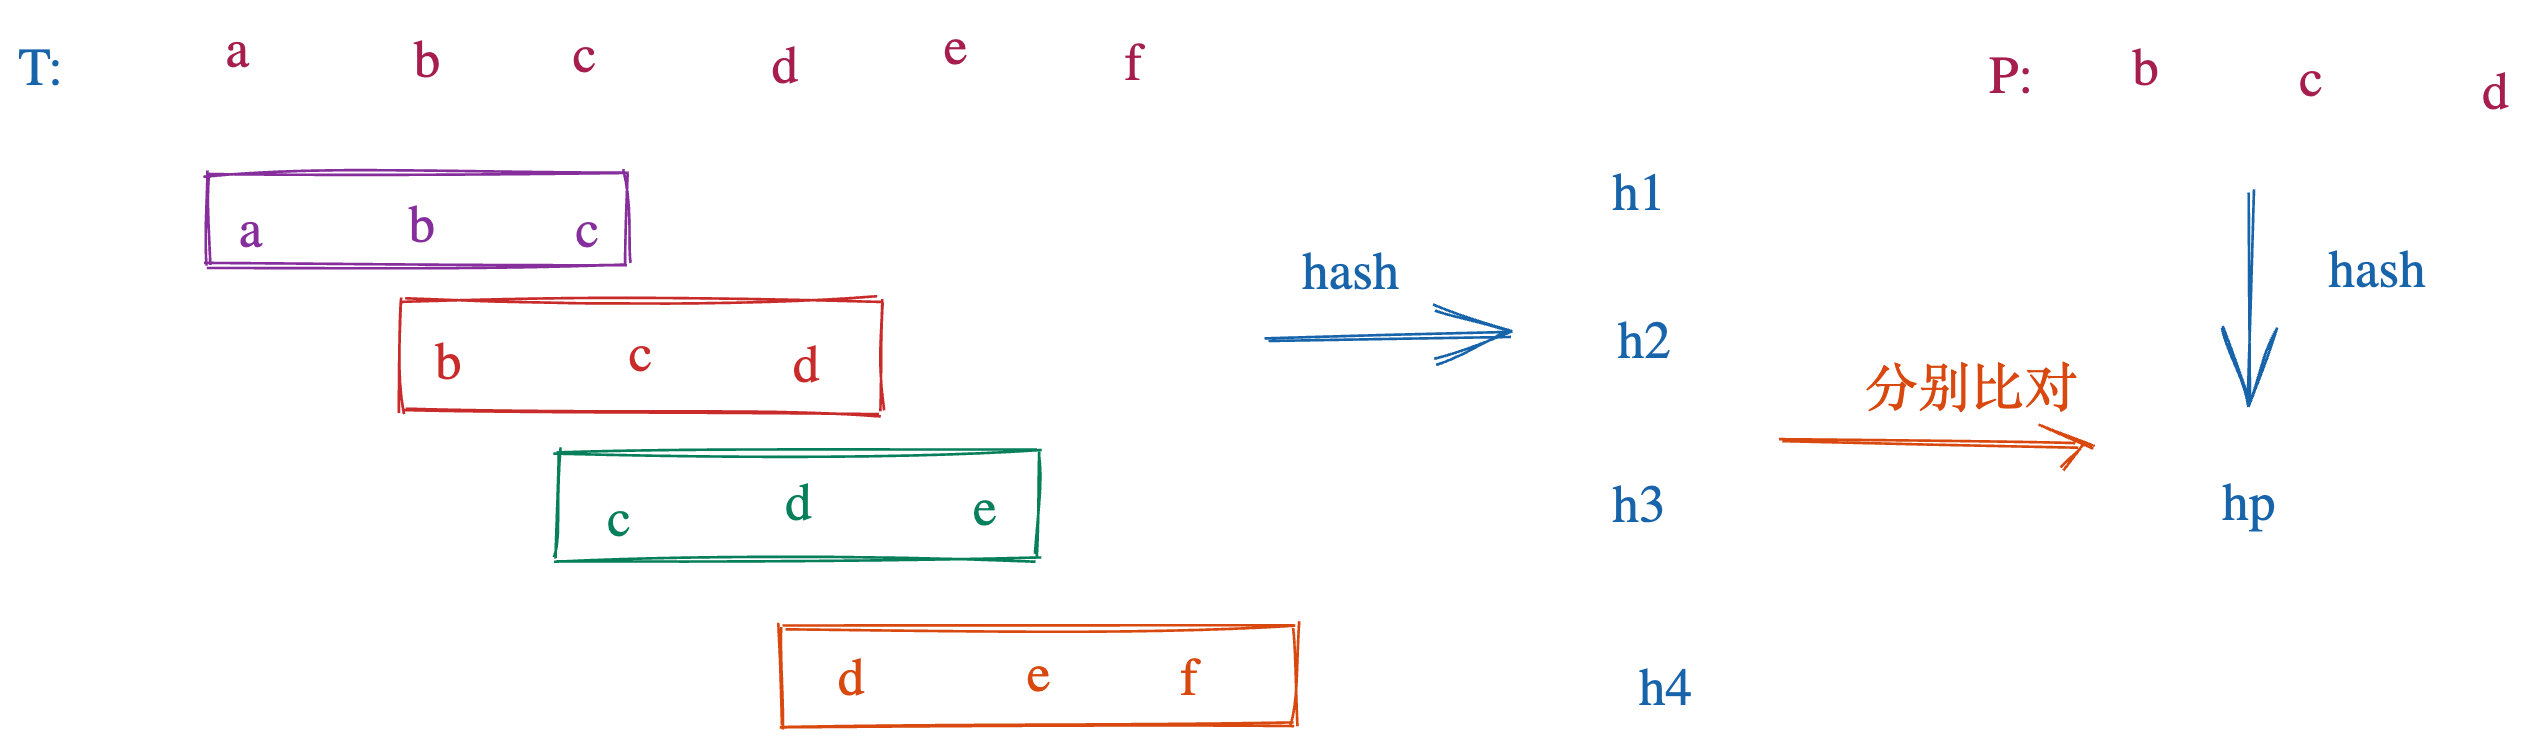 T: a b c d e f
P: b c d
a b c
h1
b c d
hash
h2
hash
分别比对
c d e
h3
hp
d e f
h4